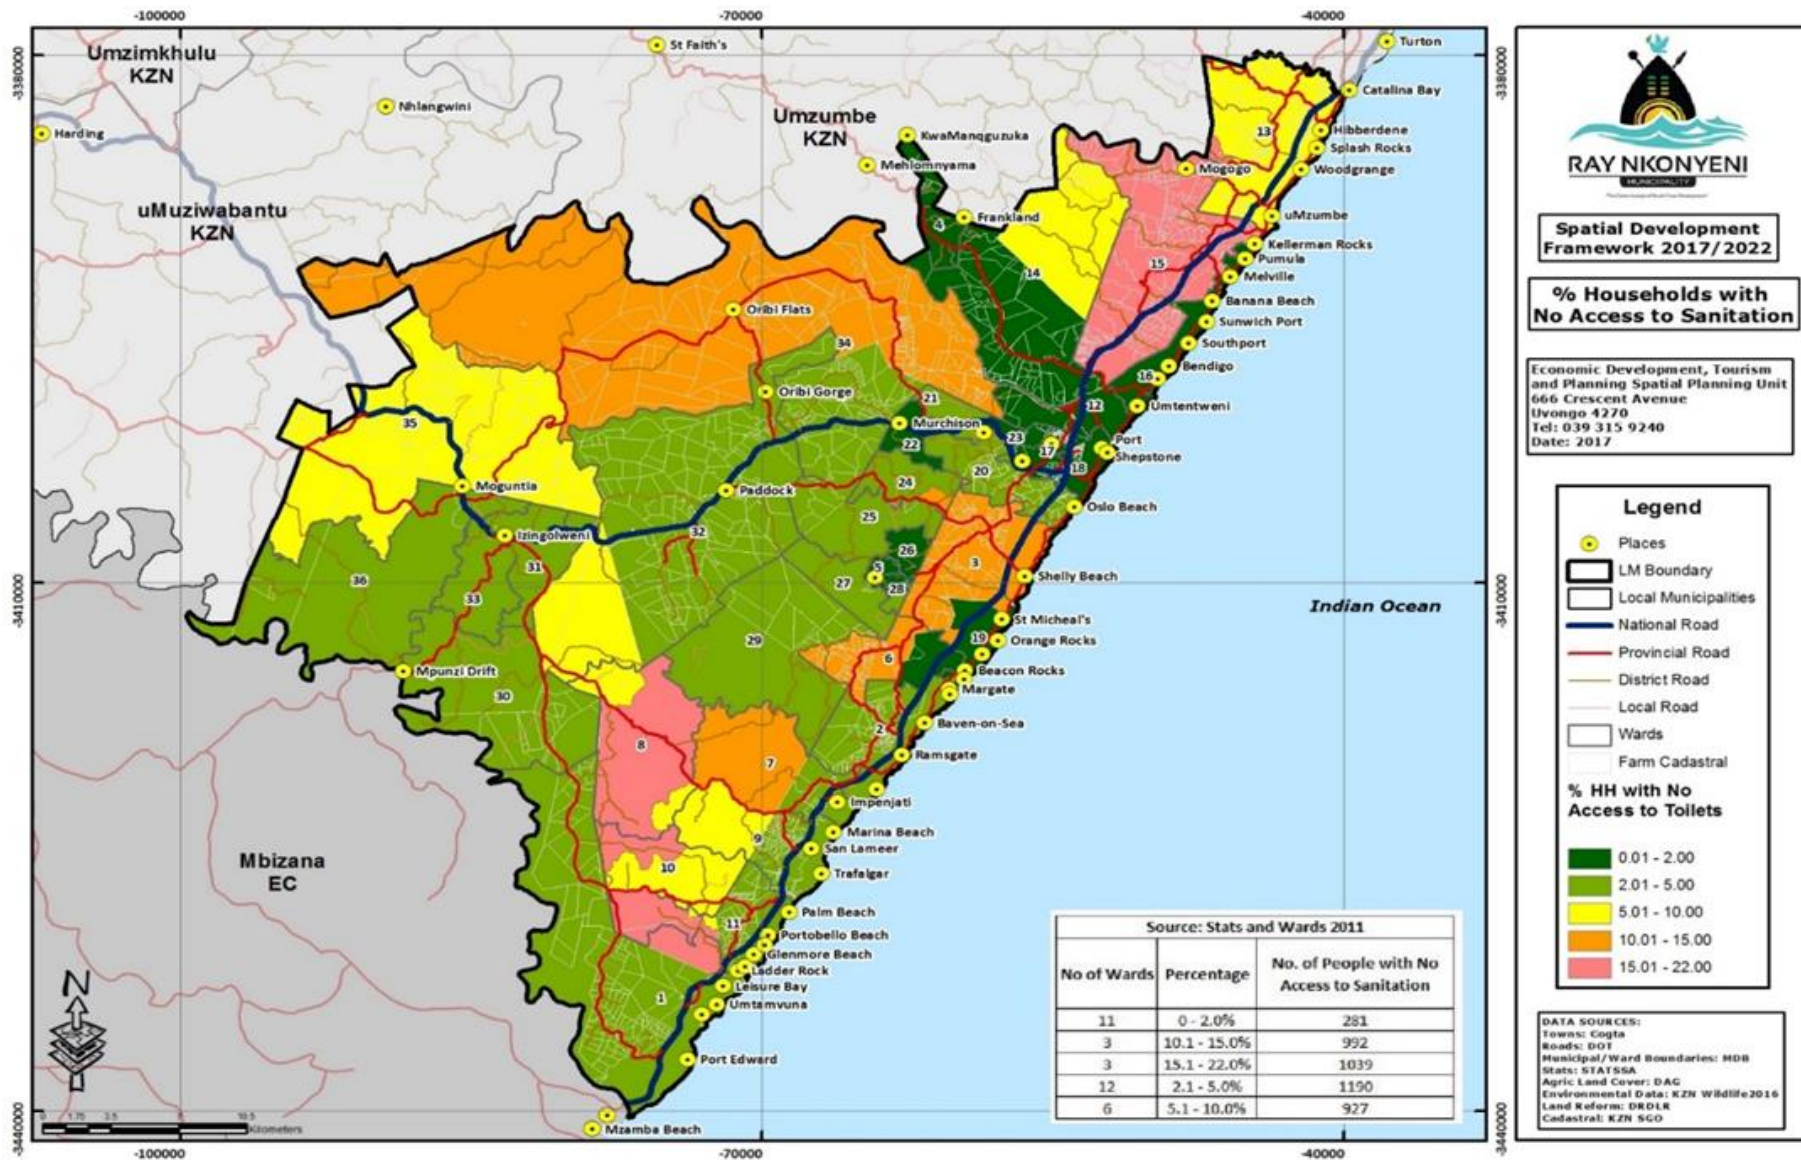 -100000
-70000
-40000
-3380000
-3380000
-3410000
-3410000
-3440000
-3440000
-100000
-70000
-40000
Umzimkhulu
KZN
St Faith's
Turton
Nhlangwini
Harding
Umzumbe
KZN
KwaManqguzuka
Mehlomnyama
Catalina Bay
13
Hibberdene
Splash Rocks
Mogogo
Woodgrange
uMuziwabantu
KZN
4
Frankland
uMzumbe
Kellerman Rocks
14
15
Pumula
Melville
Banana Beach
Oribi Flats
Sunwich Port
34
Southport
Bendigo
16
Oribi Gorge
21
12
Umtentweni
35
Murchison
22
23
17
Port
Shepstone
18
20
24
Moguntia
Paddock
Oslo Beach
25
Izingolweni
32
26
31
5
3
36
27
28
Shelly Beach
33
St Micheal's
29
19
Orange Rocks
6
Mpunzi Drift
Beacon Rocks
30
Margate
2
Baven-on-Sea
8
Ramsgate
7
Impenjati
9
Marina Beach
San Lameer
10
Trafalgar
Mbizana
EC
Palm Beach
11
Portobello Beach
Glenmore Beach
Ladder Rock
1
Leisure Bay
Umtamvuna
Port Edward
Mzamba Beach
Indian Ocean
N
0 1.75 3.5 7 10.5
Kilometers
Source: Stats and Wards 2011
No of Wards Percentage No. of People with No Access to Sanitation
11 0 - 2.0% 281
3 10.1 - 15.0% 992
3 15.1 - 22.0% 1039
12 2.1 - 5.0% 1190
6 5.1 - 10.0% 927
RAY NKONYENI
MUNICIPALITY
Spatial Development
Framework 2017/2022
% Households with
No Access to Sanitation
Economic Development, Tourism
and Planning Spatial Planning Unit
666 Crescent Avenue
Uvongo 4270
Tel: 039 315 9240
Date: 2017
Legend
Places
LM Boundary
Local Municipalities
National Road
Provincial Road
District Road
Local Road
Wards
Farm Cadastral
% HH with No
Access to Toilets
0.01 - 2.00
2.01 - 5.00
5.01 - 10.00
10.01 - 15.00
15.01 - 22.00
DATA SOURCES:
Towns: Cogta
Roads: DOT
Municipal/Ward Boundaries: MDB
Stats: STATSSA
Agric Land Cover: DAG
Environmental Data: KZN Wildlife2016
Land Reform: DRDLR
Cadastral: KZN SGO